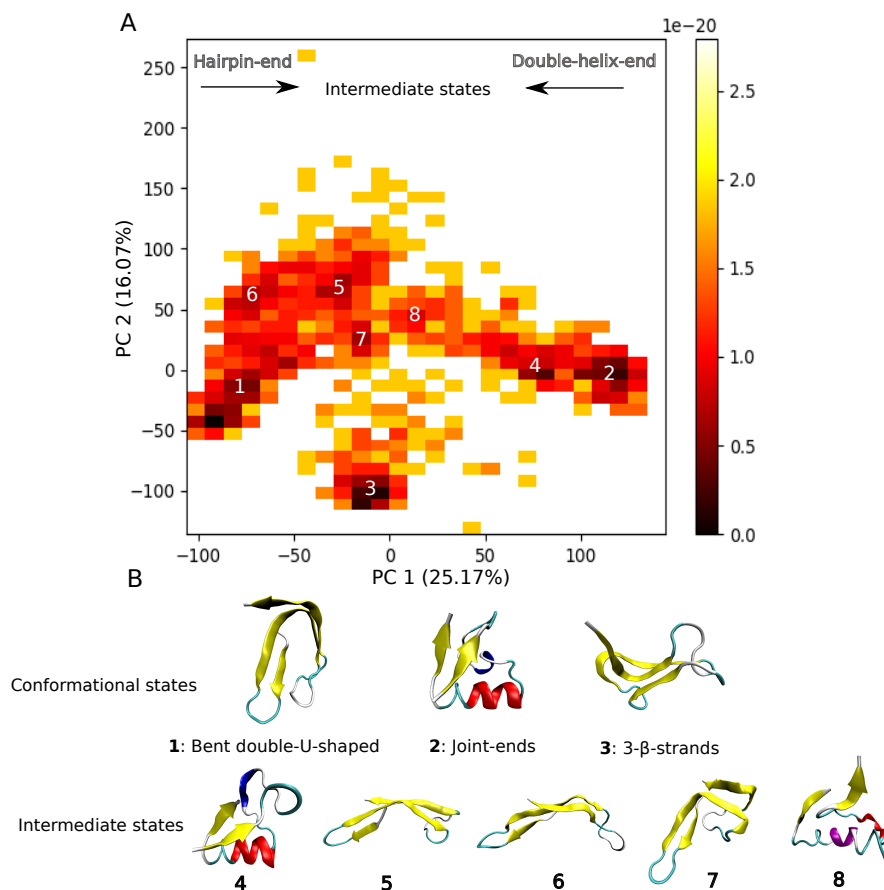 A
1e−20
Hairpin-end
Double-helix-end
Intermediate states
250
200
150
100
50
0
−50
−100
PC 2 (16.07%)
6
5
8
7
1
4
2
3
2.5
2.0
1.5
1.0
0.5
0.0
−100
−50
0
50
100
PC 1 (25.17%)
B
Conformational states
1: Bent double-U-shaped
2: Joint-ends
3: 3-β-strands
Intermediate states
4
5
6
7
8